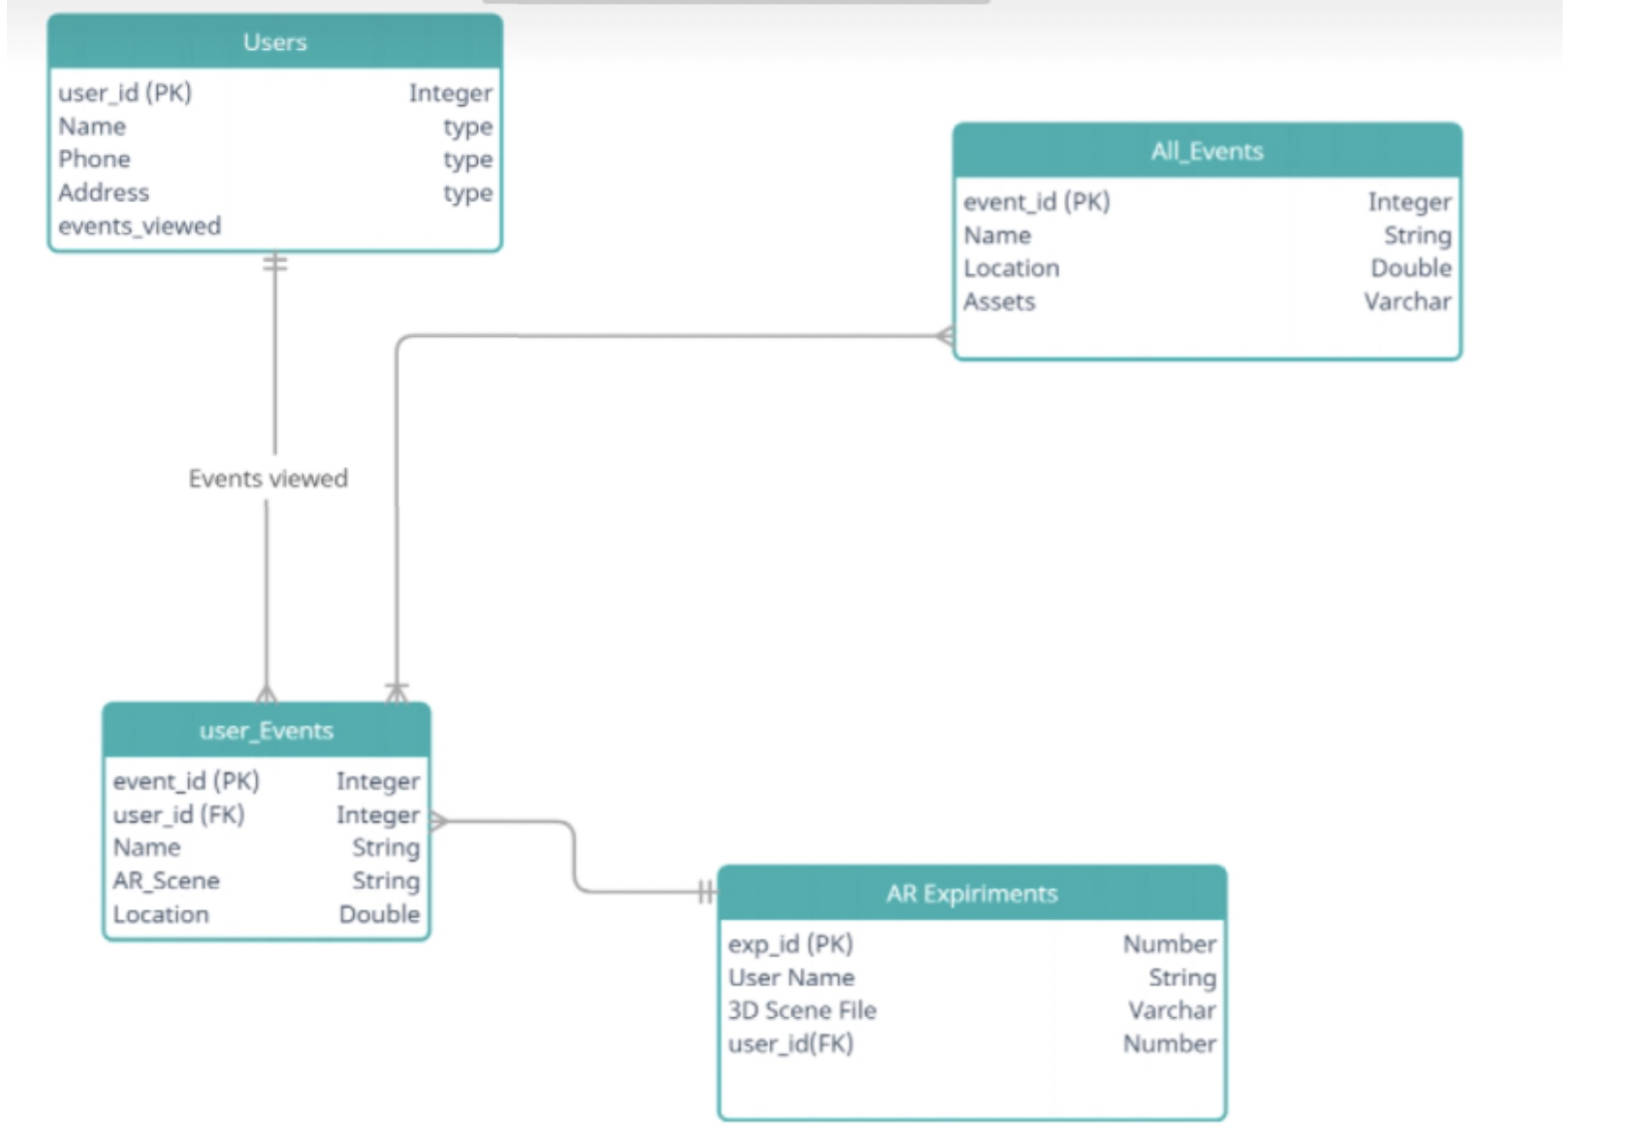 Users
user_id (PK) Integer
Name type
Phone type
Address type
events_viewed
All_Events
event_id (PK) Integer
Name String
Location Double
Assets Varchar
Events viewed
user_Events
event_id (PK) Integer
user_id (FK) Integer
Name String
AR_Scene String
Location Double
AR Expiriments
exp_id (PK) Number
User Name String
3D Scene File Varchar
user_id(FK) Number